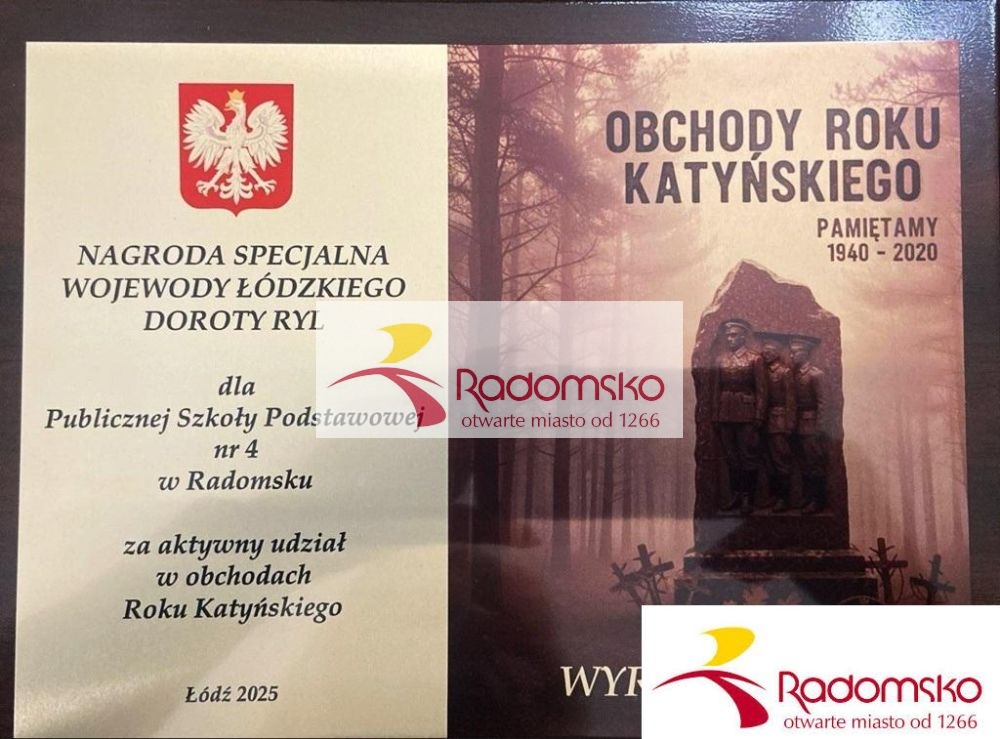 NAGRODA SPECJALNA
WOJEWODY ŁÓDZKIEGO
DOROTY RYL
dla
Publicznej Szkoły Podstawowej
nr 4
w Radomsku
za aktywny udział
w obchodach
Roku Katyńskiego
Łódź 2025
OBCHODY ROKU
KATYŃSKIEGO
PAMIĘTAMY
1940 - 2020
Radomsko
otwarte miasto od 1266
Radomsko
otwarte miasto od 1266